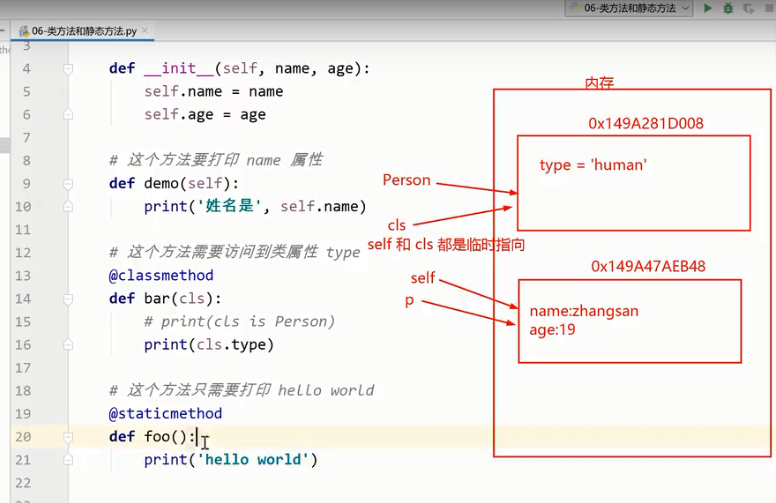 06-类方法和静态方法
06-类方法和静态方法.py
3
4 def __init__(self, name, age):
5 self.name = name
6 self.age = age
7
8 # 这个方法要打印 name 属性
9 def demo(self):
10 print('姓名是', self.name)
11
12 # 这个方法需要访问到类属性 type
13 @classmethod
14 def bar(cls):
15 # print(cls is Person)
16 print(cls.type)
17
18 # 这个方法只需要打印 hello world
19 @staticmethod
20 def foo():
21 print('hello world')
22
内存
0x149A281D008
type = 'human'
Person
cls
self 和 cls 都是临时指向
0x149A47AEB48
self
p
name:zhangsan
age:19